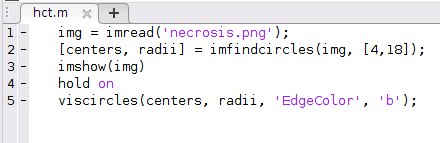 hct.m × +
1 - img = imread('necrosis.png');
2 - [centers, radii] = imfindcircles(img, [4,18]);
3 - imshow(img)
4 - hold on
5 - viscircles(centers, radii, 'EdgeColor', 'b');